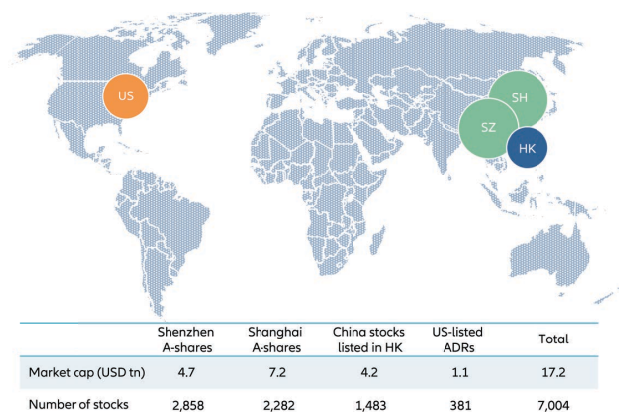 US
SH
SZ
HK
Shenzhen A-shares Shanghai A-shares China stocks listed in HK US-listed ADRs Total
Market cap (USD tn) 4.7 7.2 4.2 1.1 17.2
Number of stocks 2,858 2,282 1,483 381 7,004